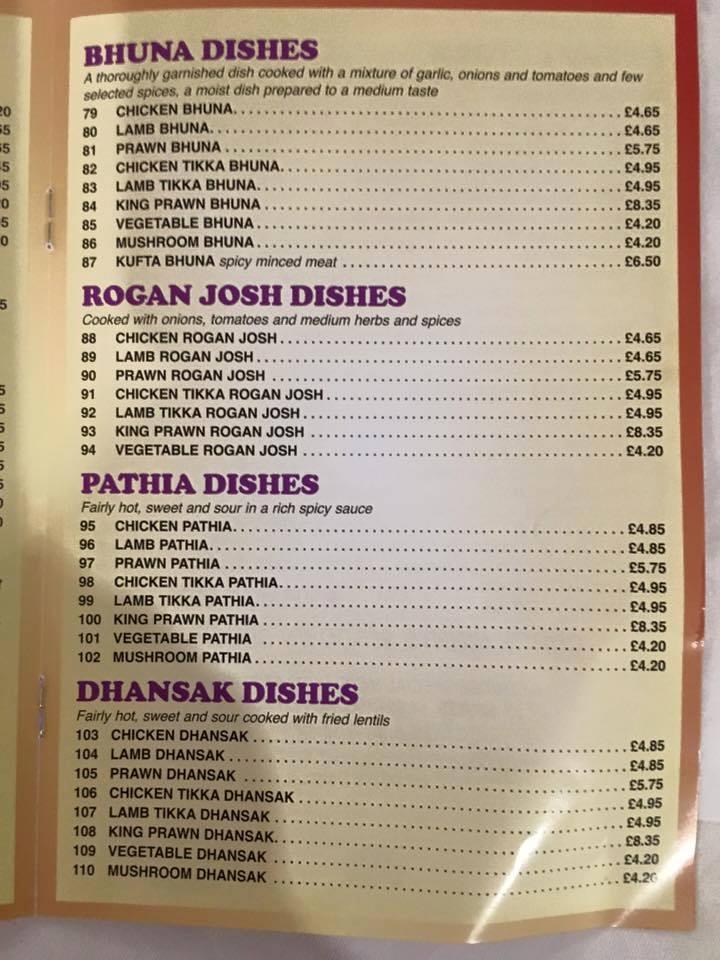 BHUNA DISHES
A thoroughly garnished dish cooked with a mixture of garlic, onions and tomatoes and few
selected spices, a moist dish prepared to a medium taste
79 CHICKEN BHUNA £4.65
80 LAMB BHUNA £4.65
81 PRAWN BHUNA £5.75
82 CHICKEN TIKKA BHUNA £4.95
83 LAMB TIKKA BHUNA £4.95
84 KING PRAWN BHUNA £8.35
85 VEGETABLE BHUNA £4.20
86 MUSHROOM BHUNA £4.20
87 KUFTA BHUNA spicy minced meat £6.50
ROGAN JOSH DISHES
Cooked with onions, tomatoes and medium herbs and spices
88 CHICKEN ROGAN JOSH £4.65
89 LAMB ROGAN JOSH £4.65
90 PRAWN ROGAN JOSH £5.75
91 CHICKEN TIKKA ROGAN JOSH £4.95
92 LAMB TIKKA ROGAN JOSH £4.95
93 KING PRAWN ROGAN JOSH £8.35
94 VEGETABLE ROGAN JOSH £4.20
PATHIA DISHES
Fairly hot, sweet and sour in a rich spicy sauce
95 CHICKEN PATHIA £4.85
96 LAMB PATHIA £4.85
97 PRAWN PATHIA £5.75
98 CHICKEN TIKKA PATHIA £4.95
99 LAMB TIKKA PATHIA £4.95
100 KING PRAWN PATHIA £8.35
101 VEGETABLE PATHIA £4.20
102 MUSHROOM PATHIA £4.20
DHANSAK DISHES
Fairly hot, sweet and sour cooked with fried lentils
103 CHICKEN DHANSAK £4.85
104 LAMB DHANSAK £4.85
105 PRAWN DHANSAK £5.75
106 CHICKEN TIKKA DHANSAK £4.95
107 LAMB TIKKA DHANSAK £4.95
108 KING PRAWN DHANSAK £8.35
109 VEGETABLE DHANSAK £4.20
110 MUSHROOM DHANSAK £4.20